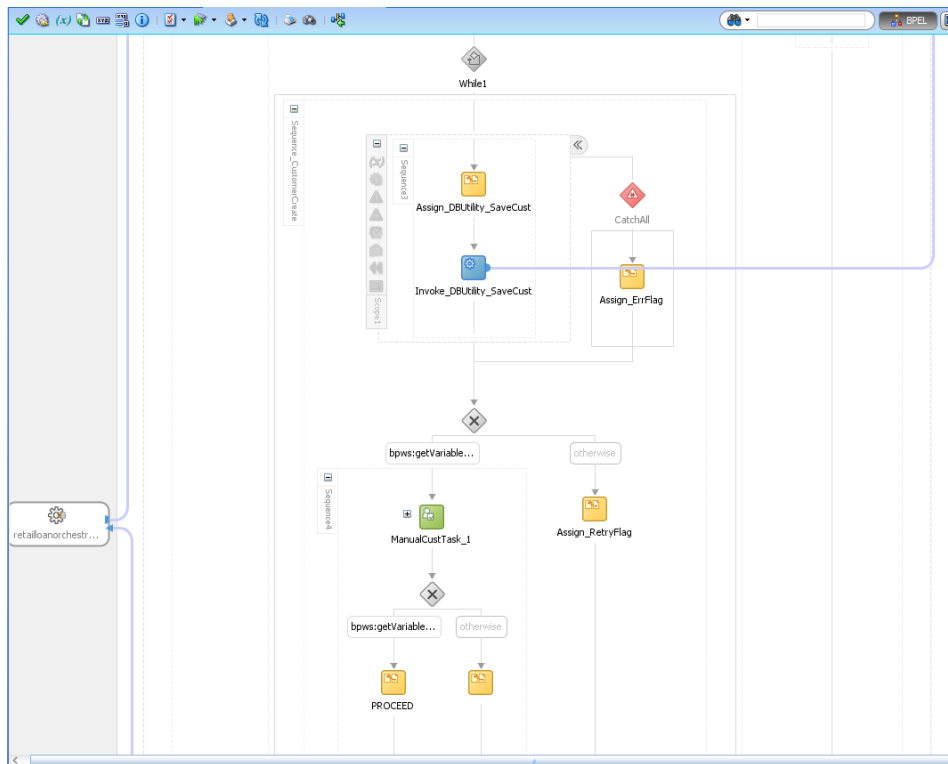 (x)
BPEL
While1
Sequence_CustomerCreate
Sequence3
(x)
Scope1
Assign_DBUtility_SaveCust
Invoke_DBUtility_SaveCust
CatchAll
Assign_ErrFlag
bpws:getVariable...
otherwise
Sequence4
ManualCustTask_1
Assign_RetryFlag
retailloanorchestr...
bpws:getVariable...
otherwise
PROCEED